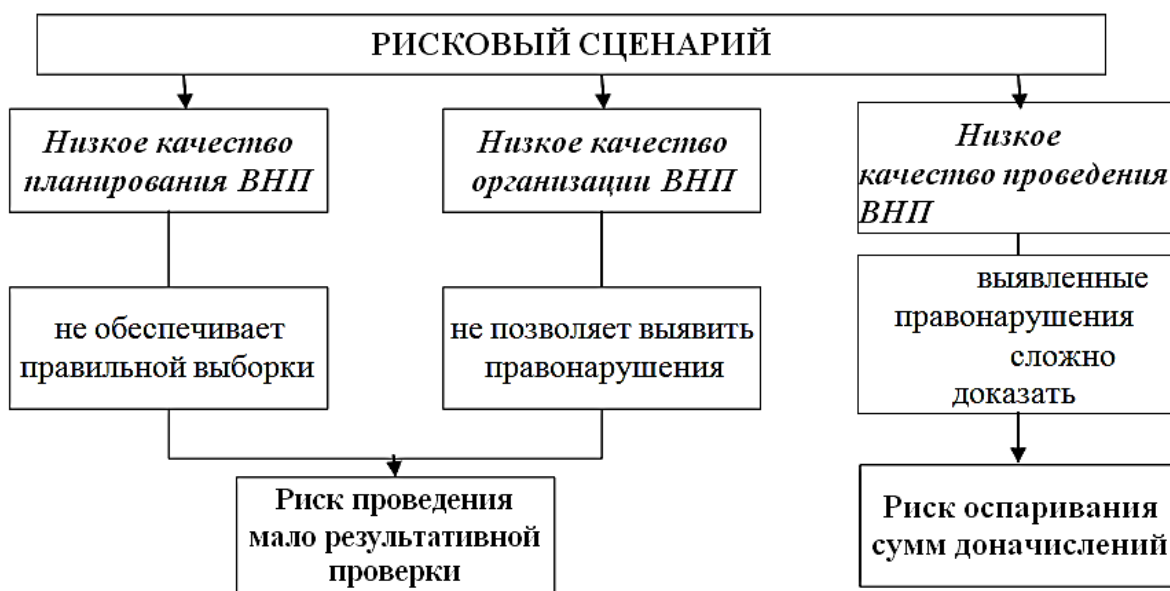 РИСКОВЫЙ СЦЕНАРИЙ
Низкое качество
планирования ВНП
Низкое качество
организации ВНП
Низкое
качество проведения
ВНП
не обеспечивает
правильной выборки
не позволяет выявить
правонарушения
выявленные
правонарушения
сложно
доказать
Риск проведения
мало результативной
проверки
Риск оспаривания
сумм доначислений